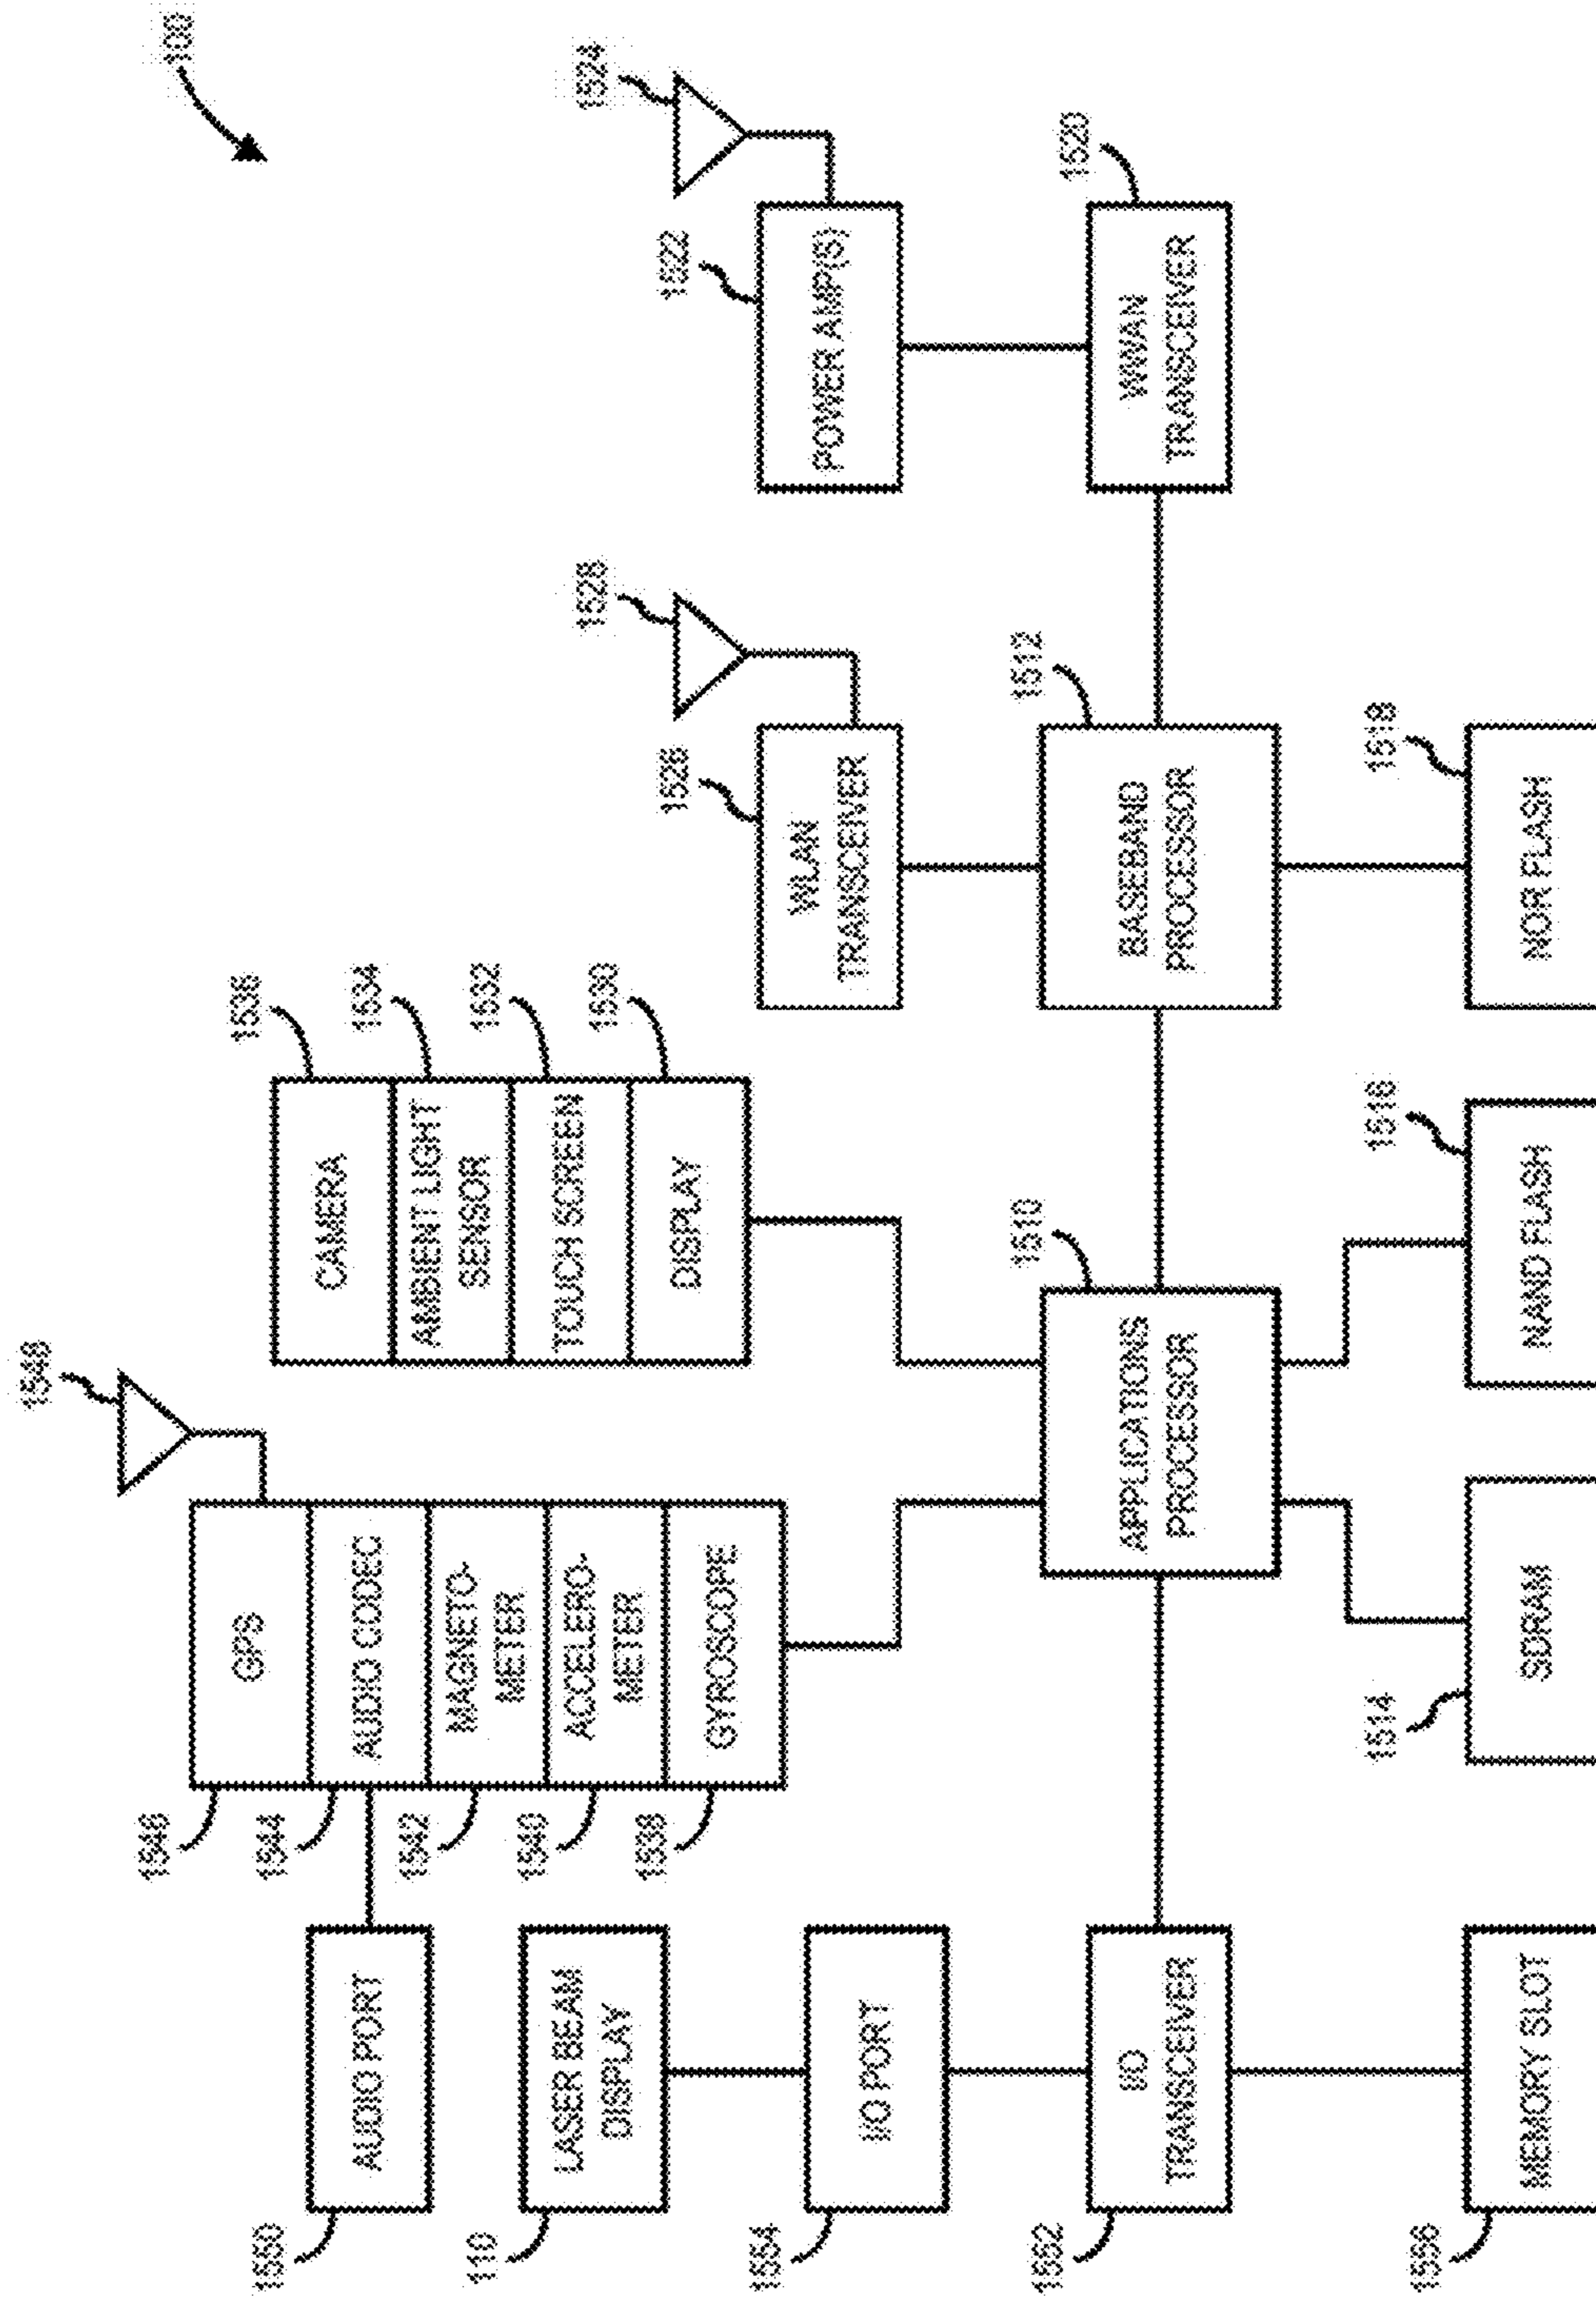 1548
100
1546
GPS
1536
CAMERA
1550
AUDIO PORT
1544
AUDIO CODEC
1534
AMBIENT LIGHT
SENSOR
1542
MAGNETO-
METER
1532
TOUCH SCREEN
110
LASER BEAM
DISPLAY
1540
ACCELERO-
METER
1530
DISPLAY
1538
GYROSCOPE
1528
1524
1526
WLAN
TRANSCEIVER
1522
POWER AMP(S)
1554
I/O PORT
1552
I/O
TRANSCEIVER
1510
APPLICATIONS
PROCESSOR
1512
BASEBAND
PROCESSOR
1520
WWAN
TRANSCEIVER
1556
MEMORY SLOT
1514
SDRAM
1516
NAND FLASH
1518
NOR FLASH